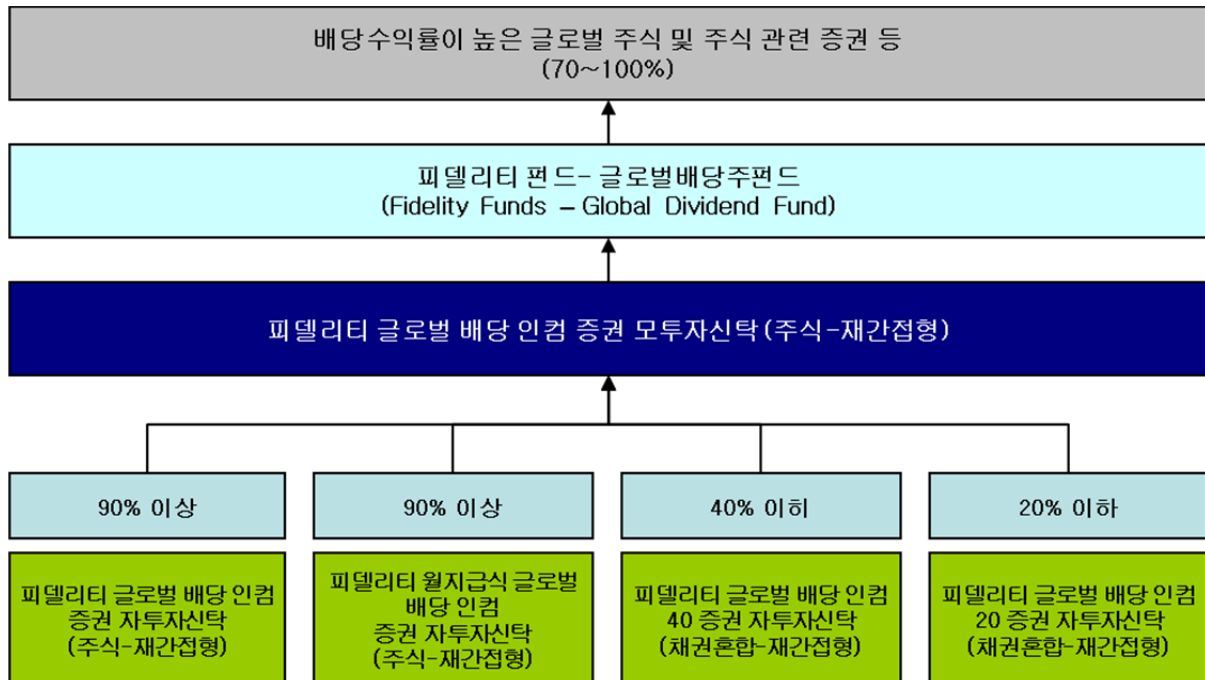 배당수익률이 높은 글로벌 주식 및 주식 관련 증권 등
(70~100%)
피델리티 펀드- 글로벌배당주펀드
(Fidelity Funds – Global Dividend Fund)
피델리티 글로벌 배당 인컴 증권 모투자신탁(주식-재간접형)
90% 이상
90% 이상
40% 이히
20% 이하
피델리티 글로벌 배당 인컴
증권 자투자신탁
(주식-재간접형)
피델리티 월지급식 글로벌
배당 인컴
증권 자투자신탁
(주식-재간접형)
피델리티 글로벌 배당 인컴
40 증권 자투자신탁
(채권혼합-재간접형)
피델리티 글로벌 배당 인컴
20 증권 자투자신탁
(채권혼합-재간접형)